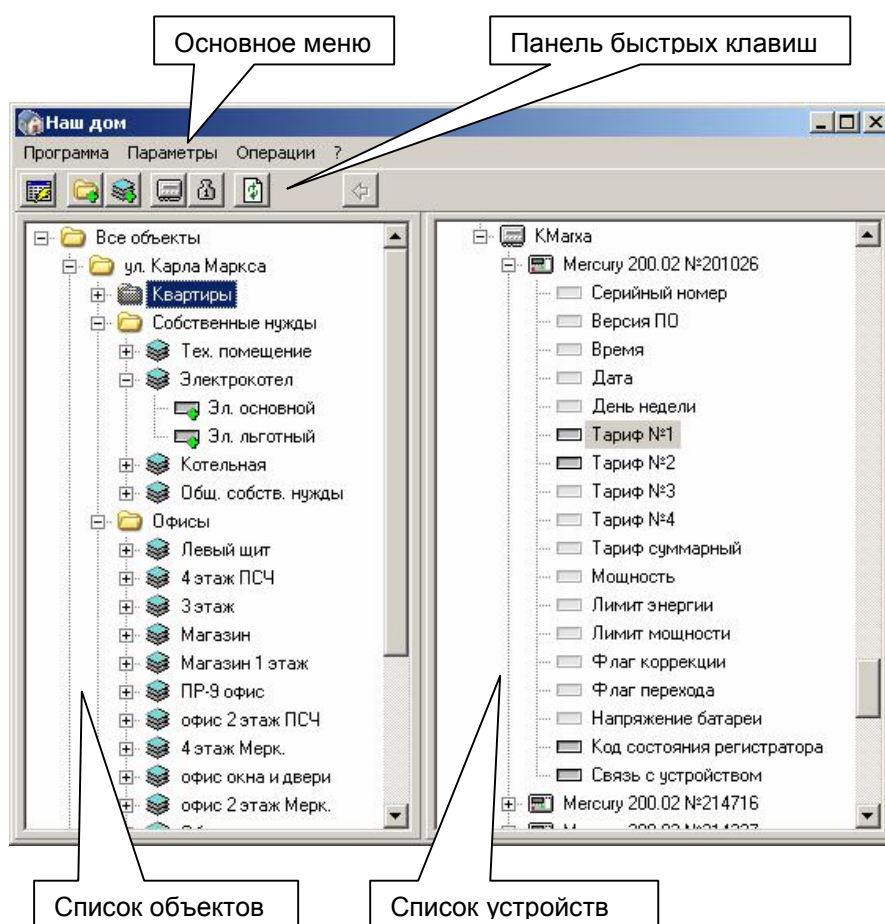 Основное меню
Панель быстрых клавиш
Наш дом
Программа Параметры Операции ?
Все объекты
ул. Карла Маркса
Квартиры
Собственные нужды
Тех. помещение
Электрокотел
Эл. основной
Эл. льготный
Котельная
Общ. собств. нужды
Офисы
Левый щит
4 этаж ПСЧ
3 этаж
Магазин
Магазин 1 этаж
ПР-9 офис
офис 2 этаж ПСЧ
4 этаж Мерк.
офис окна и двери
офис 2 этаж Мерк.
KMarxa
Mercury 200.02 №201026
Серийный номер
Версия ПО
Время
Дата
День недели
Тариф №1
Тариф №2
Тариф №3
Тариф №4
Тариф суммарный
Мощность
Лимит энергии
Лимит мощности
Флаг коррекции
Флаг перехода
Напряжение батареи
Код состояния регистратора
Связь с устройством
Mercury 200.02 №214716
Список объектов
Список устройств